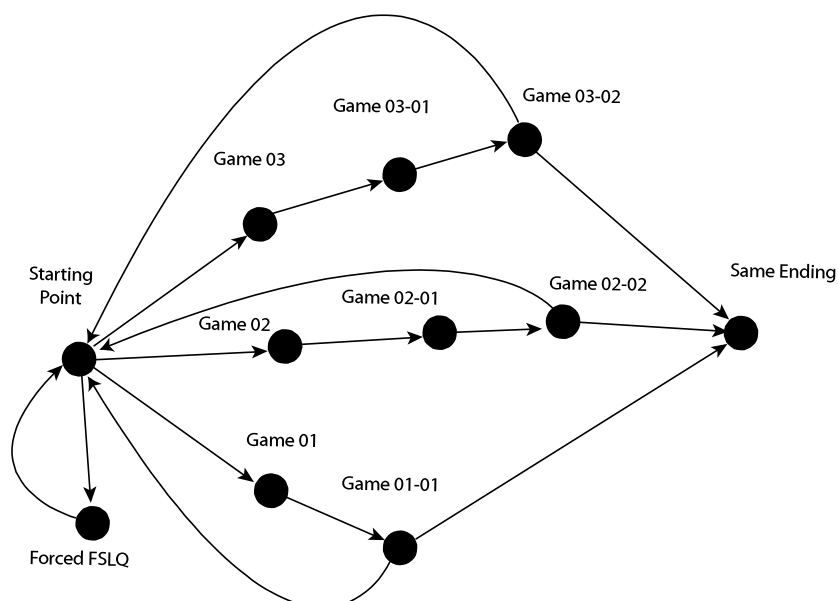 Game 03-02
Game 03-01
Game 03
Starting
Point
Same Ending
Game 02-02
Game 02-01
Game 02
Game 01
Game 01-01
Forced FSLQ